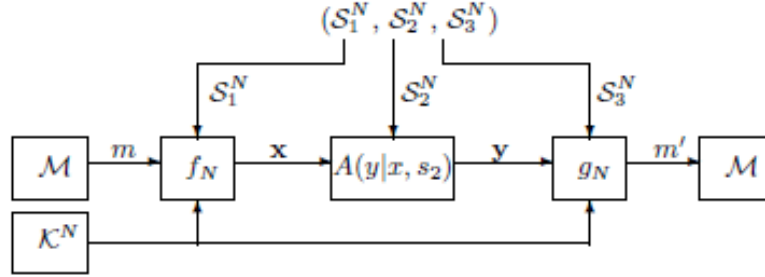 (𝒮₁ᴺ, 𝒮₂ᴺ, 𝒮₃ᴺ)
𝒮₁ᴺ 𝒮₂ᴺ 𝒮₃ᴺ
ℳ m f_N x A(y|x, s₂) y g_N m′ ℳ
𝒦ᴺ